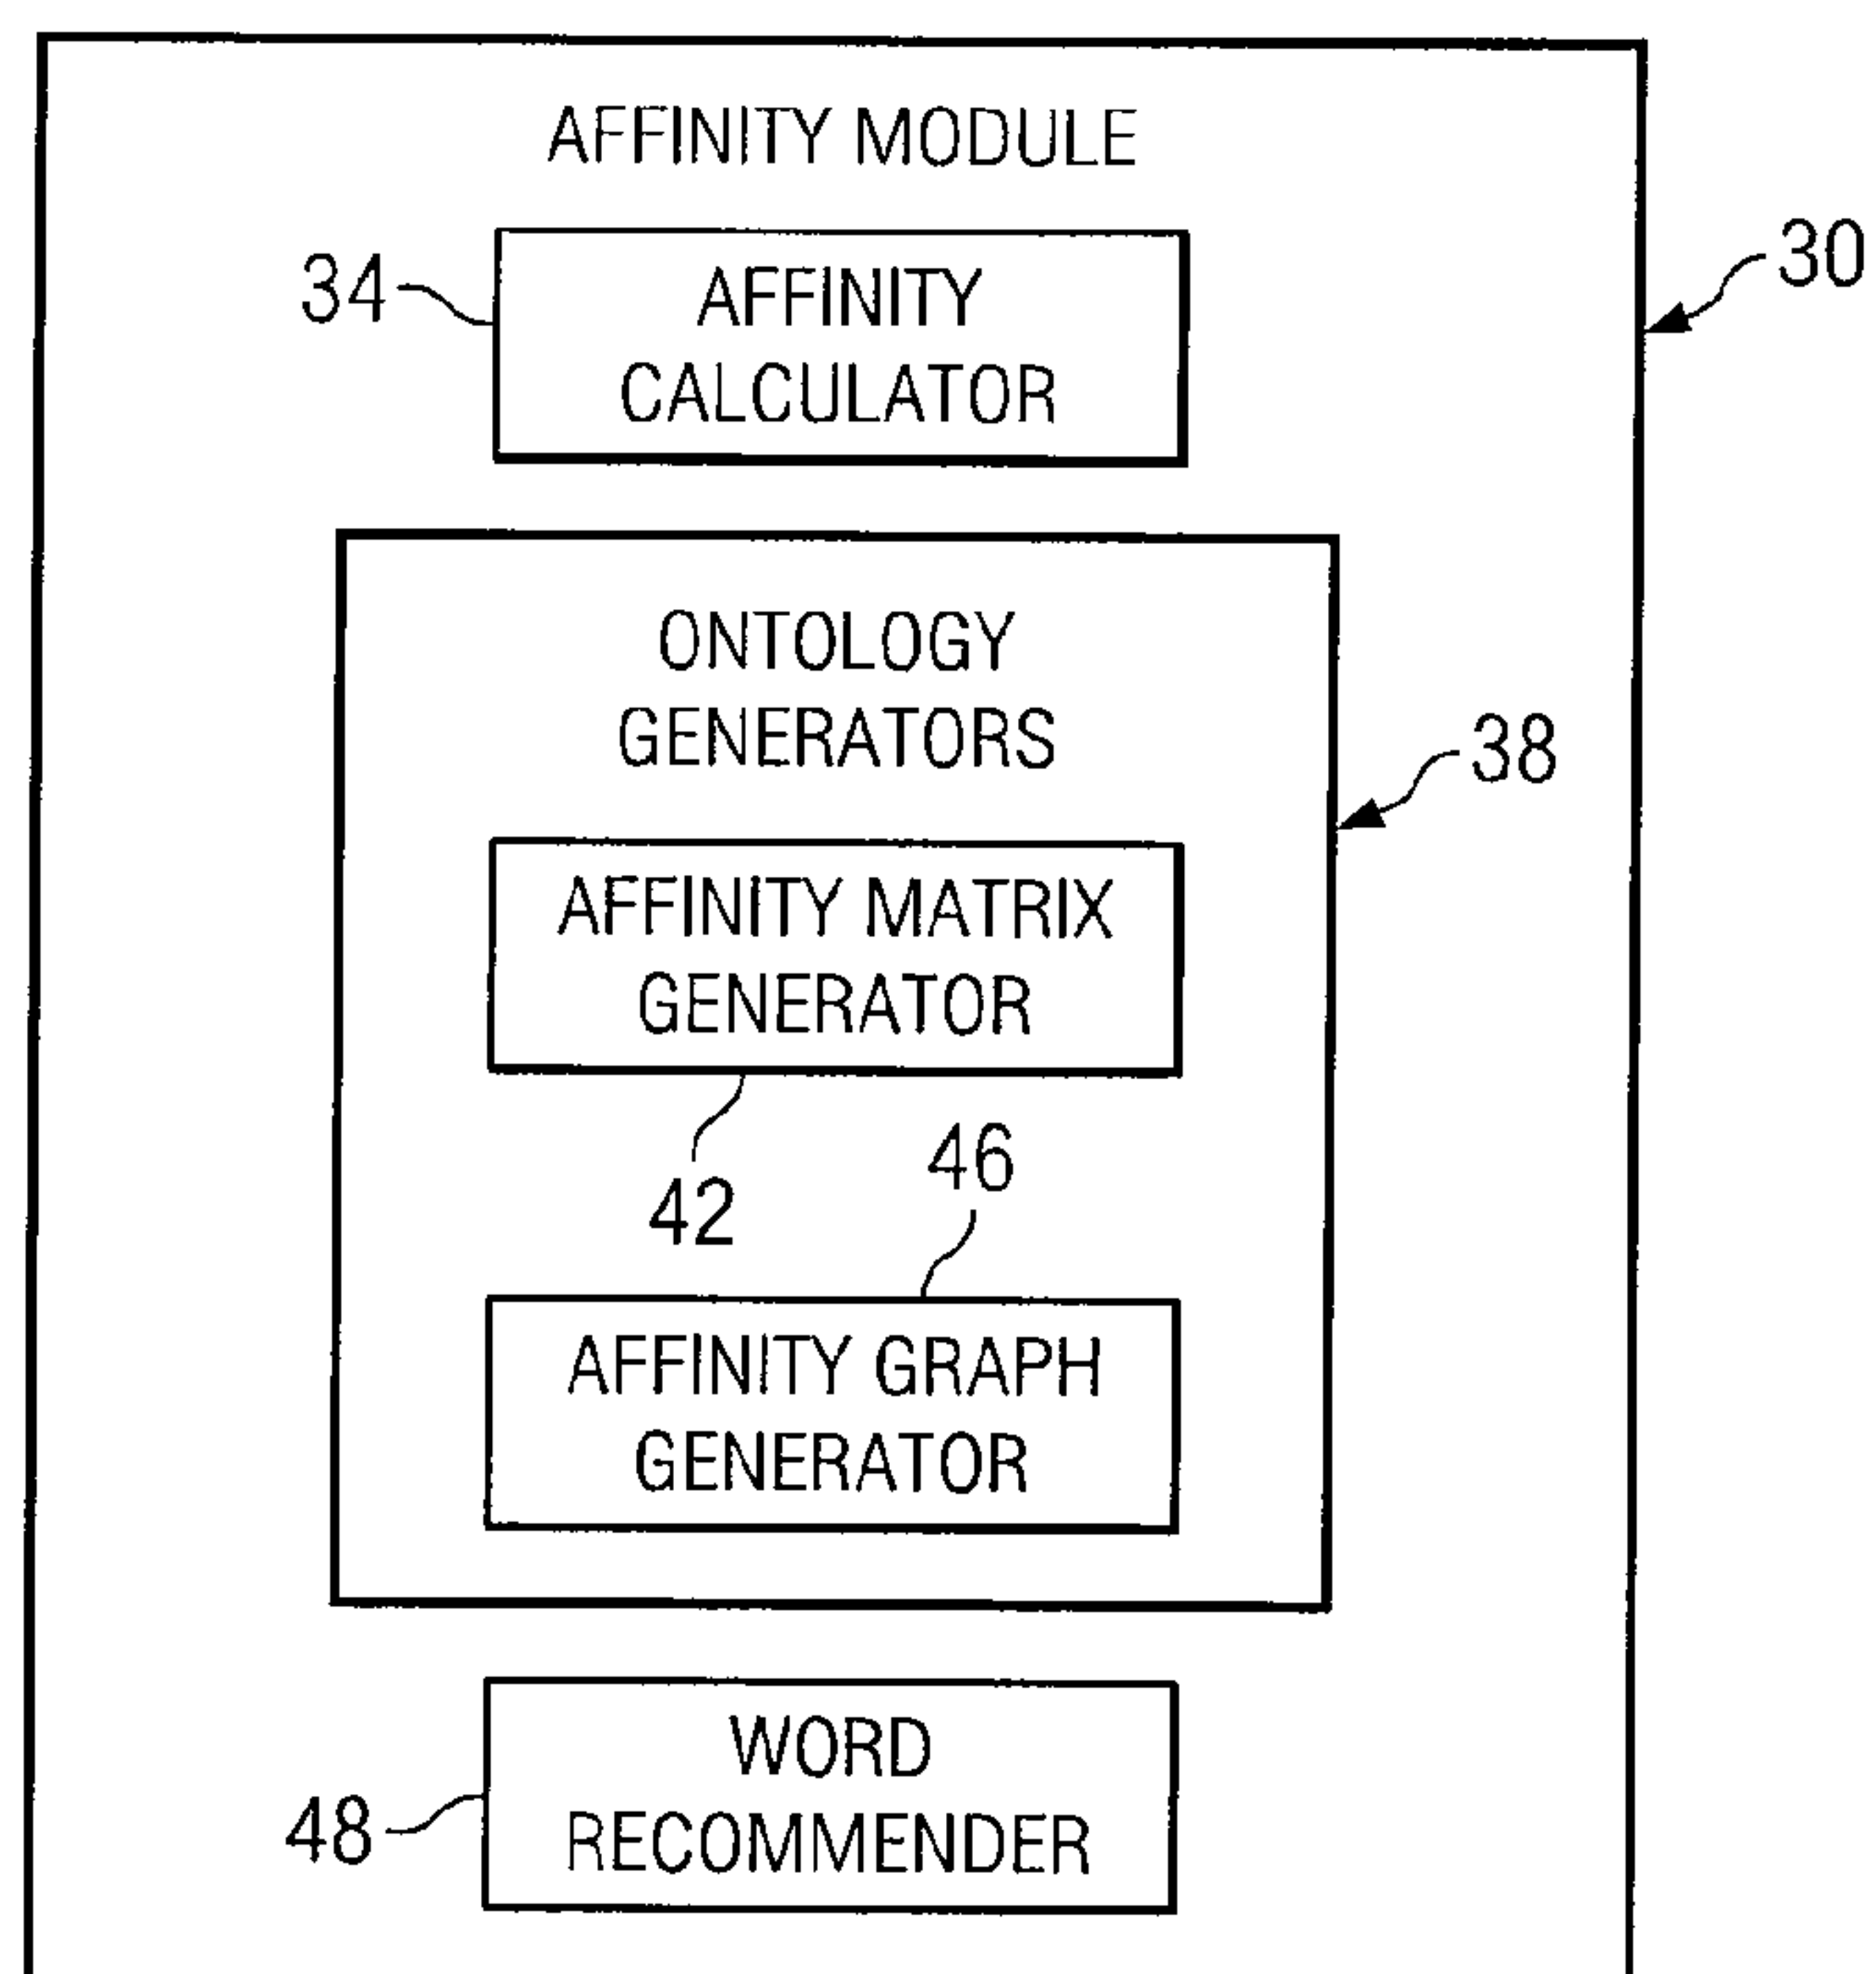 AFFINITY MODULE
30
34
AFFINITY
CALCULATOR
ONTOLOGY
GENERATORS
38
AFFINITY MATRIX
GENERATOR
42
46
AFFINITY GRAPH
GENERATOR
WORD
RECOMMENDER
48